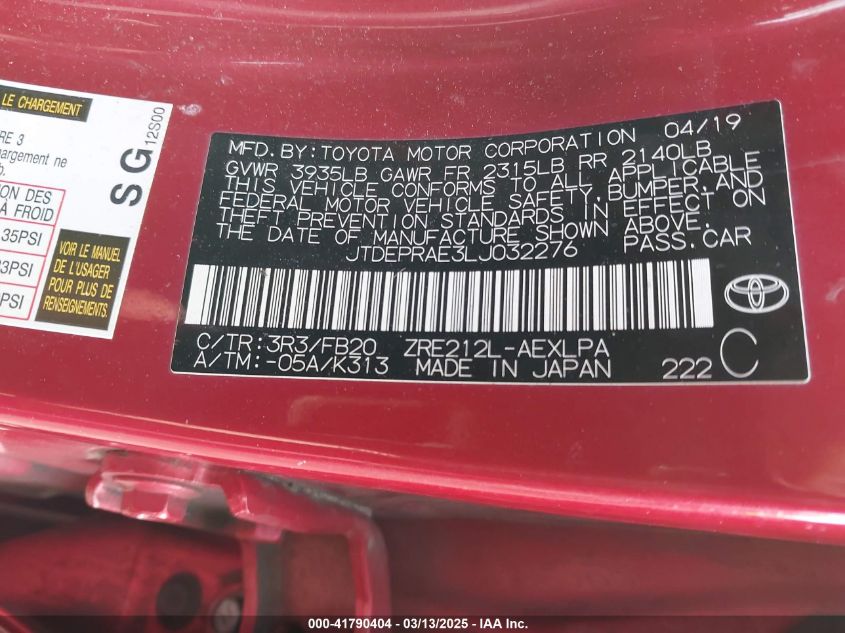 LE CHARGEMENT
RE 3
hargement ne
ION DES
À FROID
35PSI
33PSI
PSI
VOIR LE MANUEL
DE L'USAGER
POUR PLUS DE
RENSEIGNEMENTS.
SG
12S00
MFD. BY: TOYOTA MOTOR CORPORATION 04/19
GVWR 3935LB GAWR FR 2315LB RR 2140LB
THIS VEHICLE CONFORMS TO ALL APPLICABLE
FEDERAL MOTOR VEHICLE SAFETY, BUMPER, AND
THEFT PREVENTION STANDARDS IN EFFECT ON
THE DATE OF MANUFACTURE SHOWN ABOVE.
JTDEPRAE3LJ032276 PASS. CAR
C/TR: 3R3/FB20 ZRE212L-AEXLPA
A/TM: -05A/K313 MADE IN JAPAN 222 C
000-41790404 — 03/13/2025 — IAA Inc.